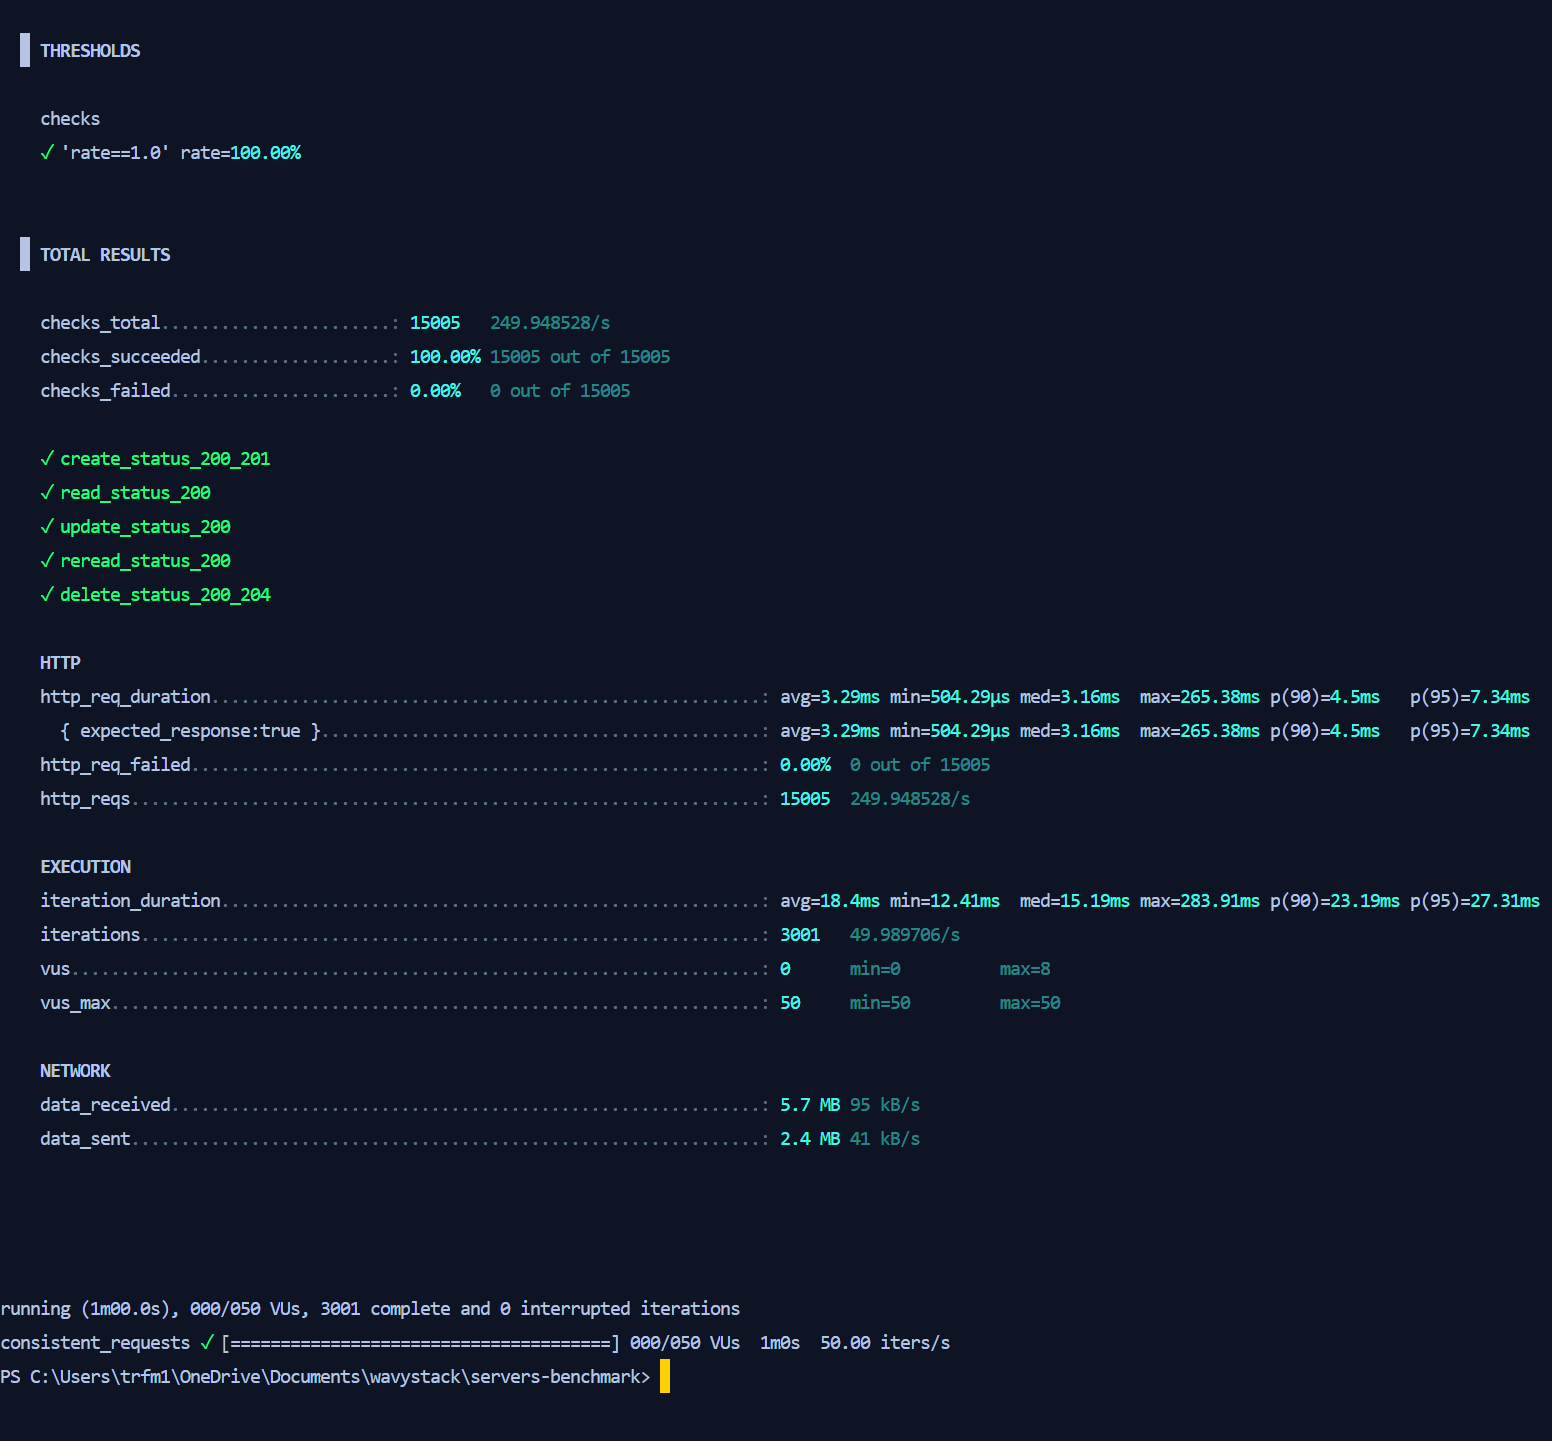 THRESHOLDS
checks
✓ 'rate==1.0' rate=100.00%
TOTAL RESULTS
checks_total.......................: 15005   249.948528/s
checks_succeeded...................: 100.00% 15005 out of 15005
checks_failed......................: 0.00%   0 out of 15005
✓ create_status_200_201
✓ read_status_200
✓ update_status_200
✓ reread_status_200
✓ delete_status_200_204
HTTP
http_req_duration.......................................................: avg=3.29ms min=504.29µs med=3.16ms  max=265.38ms p(90)=4.5ms   p(95)=7.34ms
{ expected_response:true }............................................: avg=3.29ms min=504.29µs med=3.16ms  max=265.38ms p(90)=4.5ms   p(95)=7.34ms
http_req_failed.........................................................: 0.00%  0 out of 15005
http_reqs...............................................................: 15005  249.948528/s
EXECUTION
iteration_duration......................................................: avg=18.4ms min=12.41ms  med=15.19ms max=283.91ms p(90)=23.19ms p(95)=27.31ms
iterations..............................................................: 3001   49.989706/s
vus.....................................................................: 0      min=0          max=8
vus_max.................................................................: 50     min=50         max=50
NETWORK
data_received...........................................................: 5.7 MB 95 kB/s
data_sent...............................................................: 2.4 MB 41 kB/s
running (1m00.0s), 000/050 VUs, 3001 complete and 0 interrupted iterations
consistent_requests ✓ [======================================] 000/050 VUs  1m0s  50.00 iters/s
PS C:\Users\trfm1\OneDrive\Documents\wavystack\servers-benchmark>